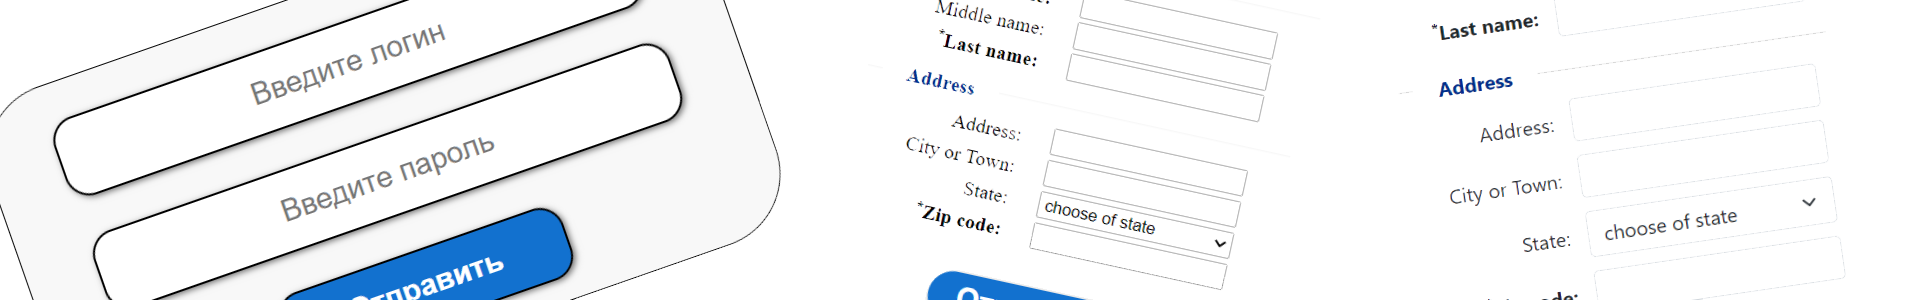 Введите логин
Введите пароль
Отправить
Middle name:
*Last name:
Address
Address:
City or Town:
State:
choose of state
*Zip code:
*Last name:
Address
Address:
City or Town:
State:
choose of state